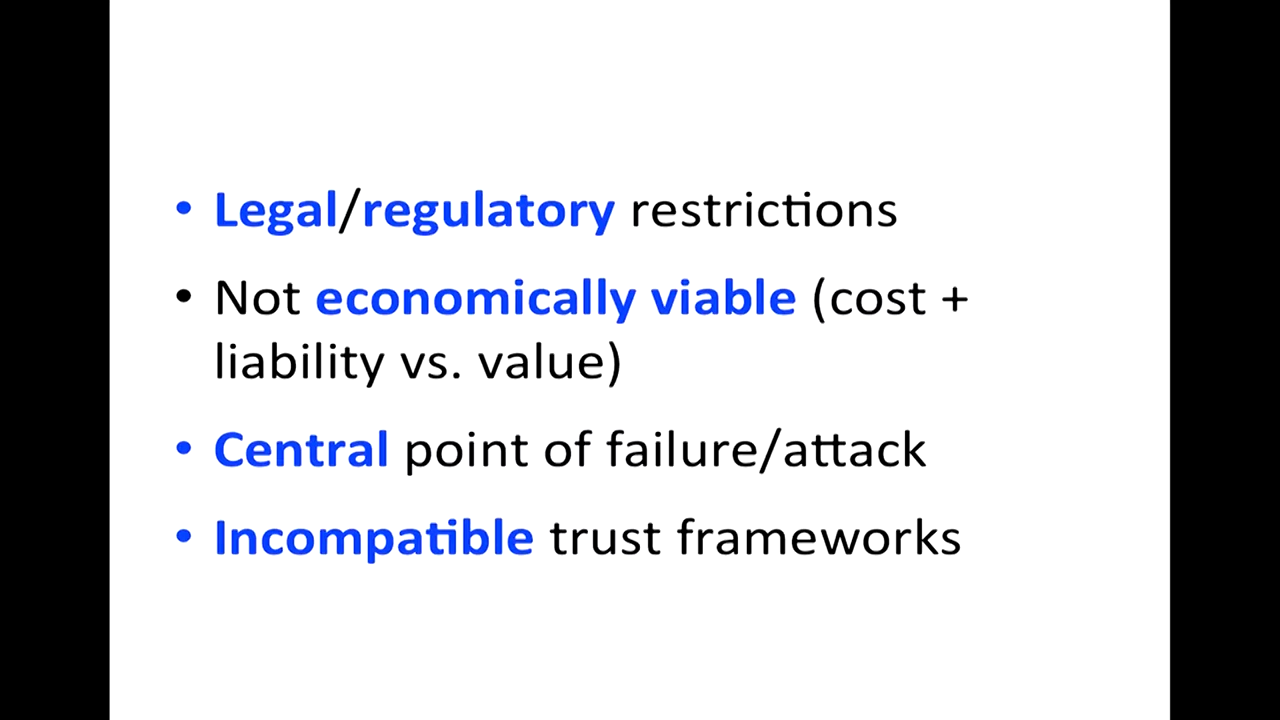 • Legal/regulatory restrictions
• Not economically viable (cost +
liability vs. value)
• Central point of failure/attack
• Incompatible trust frameworks